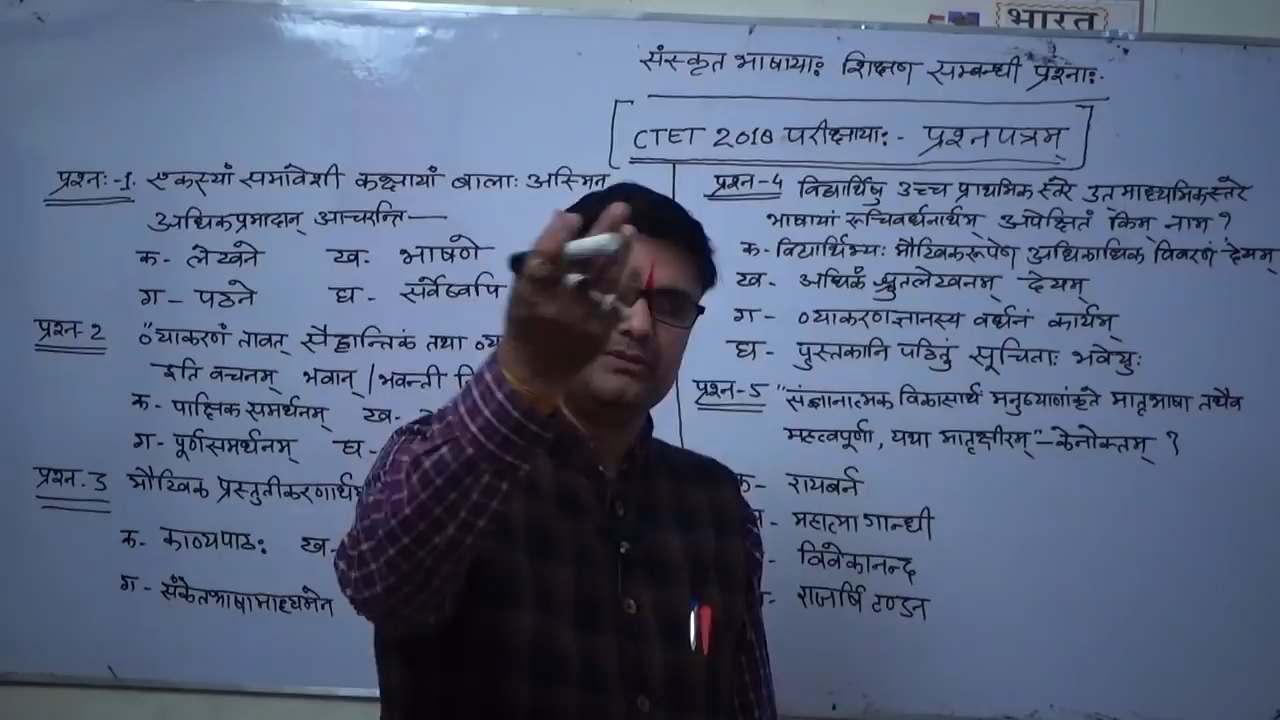 भारत
संस्कृत भाषायाः शिक्षण सम्बन्धी प्रश्नाः
CTET 2018 परीक्षायाः - प्रश्नपत्रम्
प्रश्नः-1. एकस्यां समावेशी कक्षायां बालाः अस्मिन्
अधिकप्रमादान् आचरन्ति —
क- लेखने ख- भाषणे
ग- पठने घ- सर्वेष्वपि
प्रश्न-2 "व्याकरणं तावत् सैद्धान्तिकं तथा
इति वचनम् भवान् /भवन्ती
क- पाक्षिक समर्थनम् ख-
ग- पूर्णसमर्थनम् घ-
प्रश्न-3 मौखिक प्रस्तुतीकरणार्थम्
क- काव्यपाठः ख-
ग- संकेतभाषामाध्यमेन
प्रश्न-4 विद्यार्थिषु उच्च प्राथमिक स्तरे उत माध्यमिकस्तरे
भाषायां रूचिवर्धनार्थम् अपेक्षितं किम् नाम ?
क- विद्यार्थिभ्यः मौखिकरूपेण अधिकाधिकं विवरणं देयम्
ख- अधिकं श्रुतलेखनम् देयम्
ग- व्याकरणज्ञानस्य वर्धनं कार्यम्
घ- पुस्तकानि पठितुं सूचिताः भवेयुः
प्रश्न-5 "संज्ञानात्मक विकासार्थं मनुष्याणांकृते मातृभाषा तथैव
महत्वपूर्णा, यथा मातृक्षीरम्" - केनोक्तम् ?
क- रायबर्न
महात्मा गान्धी
विवेकानन्द
राजर्षि टण्डन